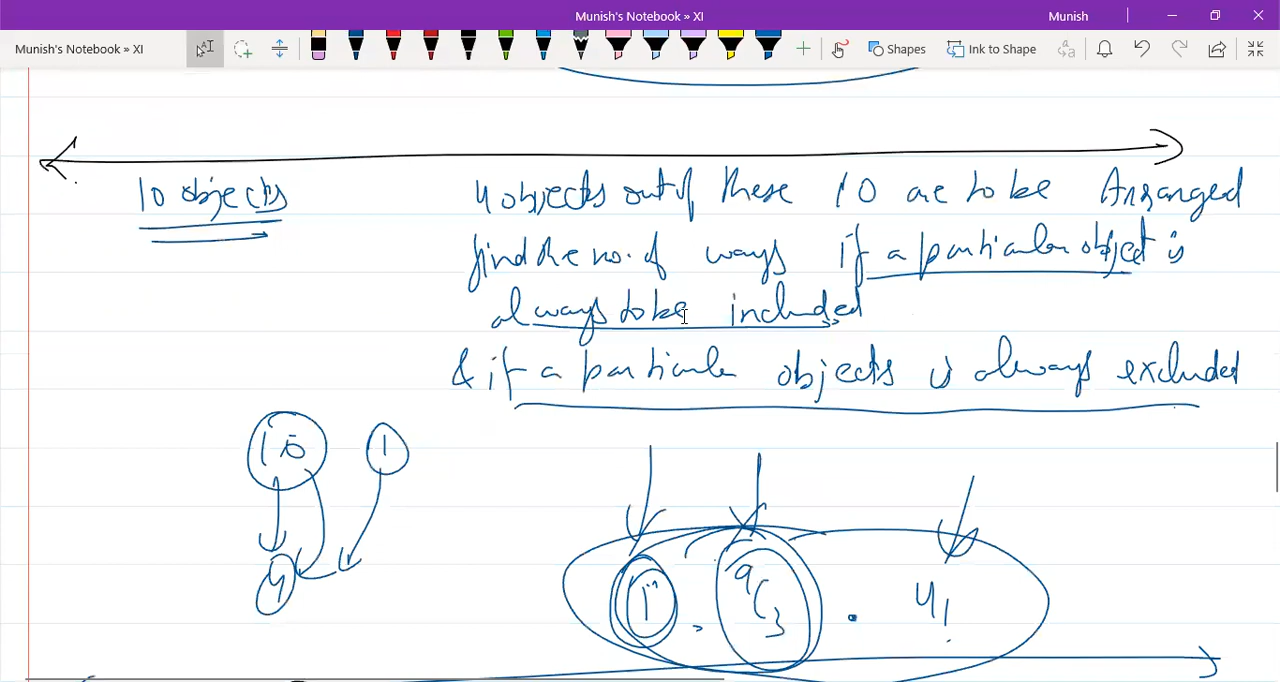 Munish's Notebook » XI
Munish
Munish's Notebook » XI
Shapes
Ink to Shape
10 objects
4 objects out of these 10 are to be Arranged
find the no. of ways if a particular object is
always to be included
& if a particular objects is always excluded
10 1
4
1 . 9C3 . 4!